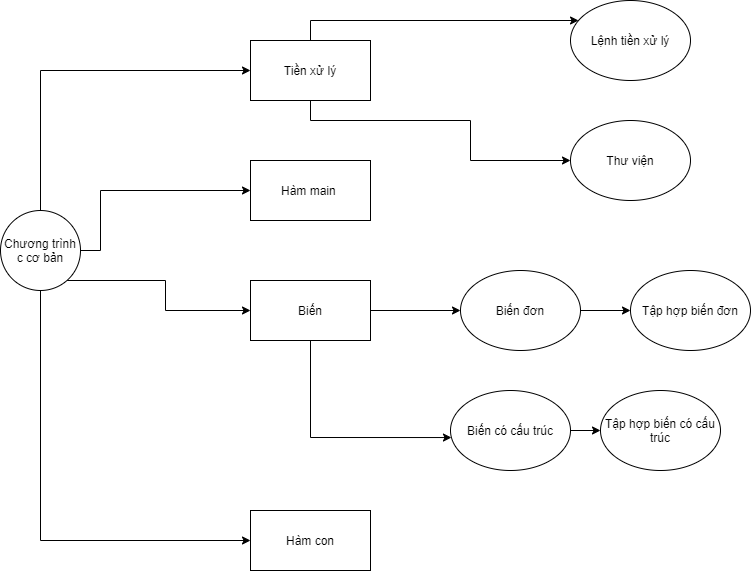 Lệnh tiền xử lý
Tiền xử lý
Thư viện
Hàm main
Chương trình
c cơ bản
Biến
Biến đơn
Tập hợp biến đơn
Biến có cấu trúc
Tập hợp biến có cấu
trúc
Hàm con